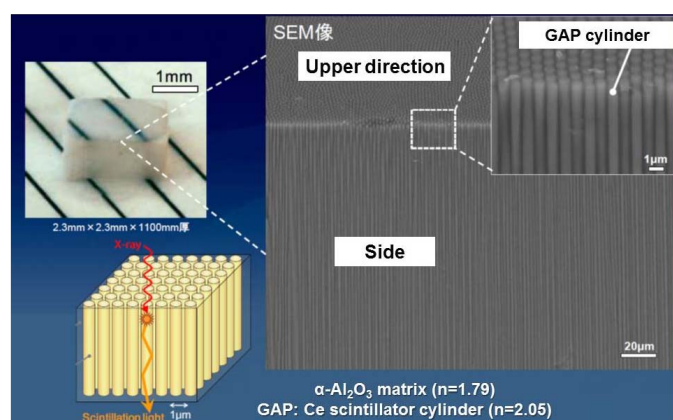 SEM像
GAP cylinder
Upper direction
1mm
1μm
2.3mm×2.3mm×1100mm厚
X-ray
Side
20μm
1μm
Scintillation light
α-Al₂O₃ matrix (n=1.79)
GAP: Ce scintillator cylinder (n=2.05)